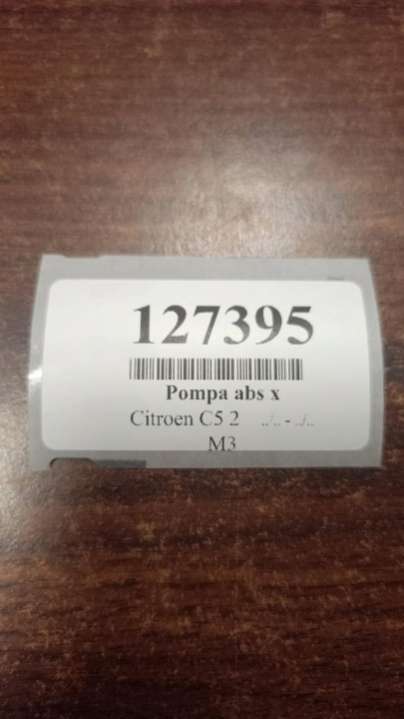 127395
Pompa abs x
Citroen C5 2 ../.. - ../..
M3